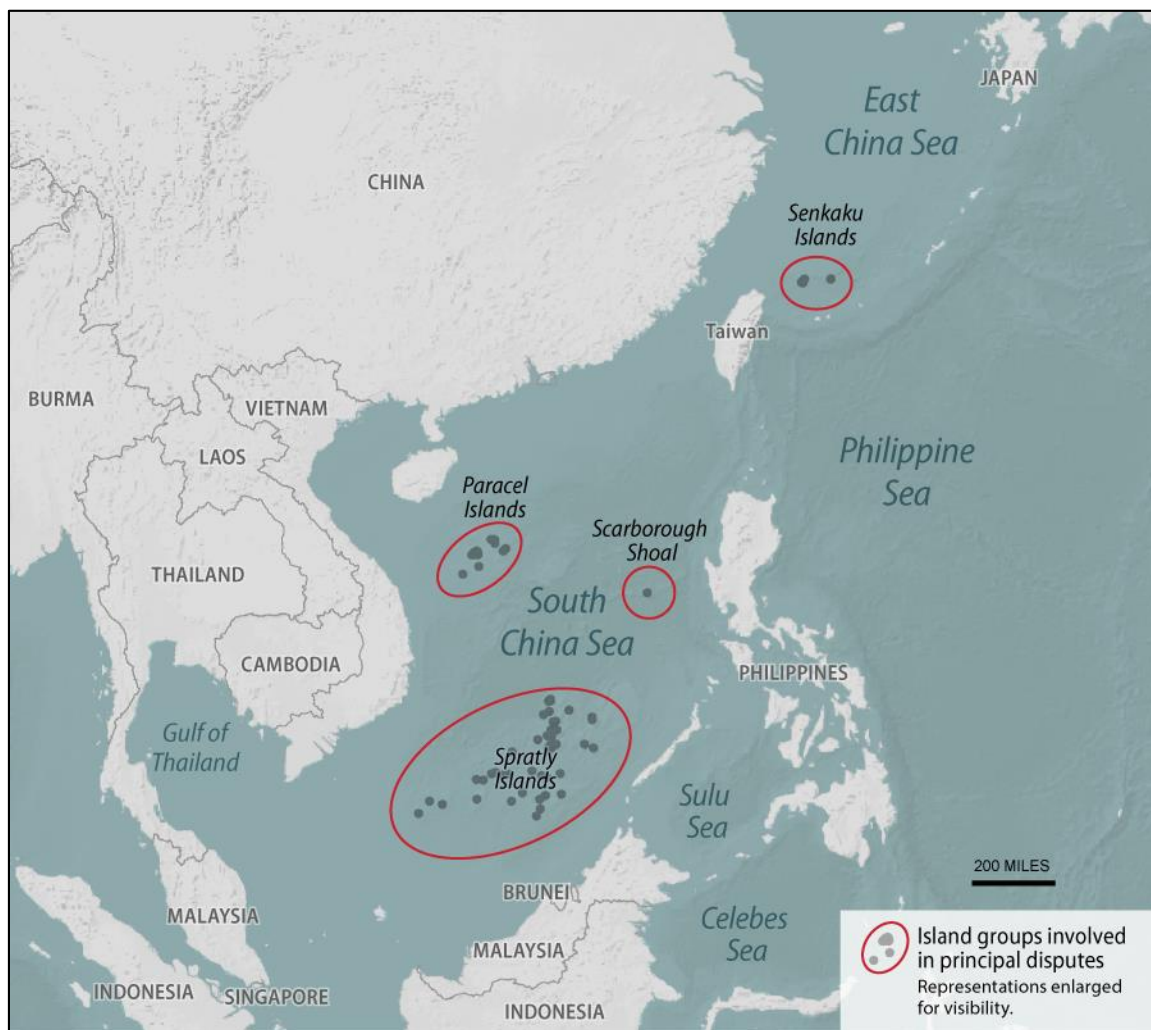 JAPAN
East
China Sea
CHINA
Senkaku
Islands
Taiwan
BURMA
VIETNAM
LAOS
Philippine
Sea
Paracel
Islands
Scarborough
Shoal
THAILAND
South
China Sea
CAMBODIA
PHILIPPINES
Gulf of
Thailand
Spratly
Islands
Sulu
Sea
200 MILES
BRUNEI
MALAYSIA
Celebes
Sea
MALAYSIA
INDONESIA
SINGAPORE
INDONESIA
Island groups involved
in principal disputes
Representations enlarged
for visibility.